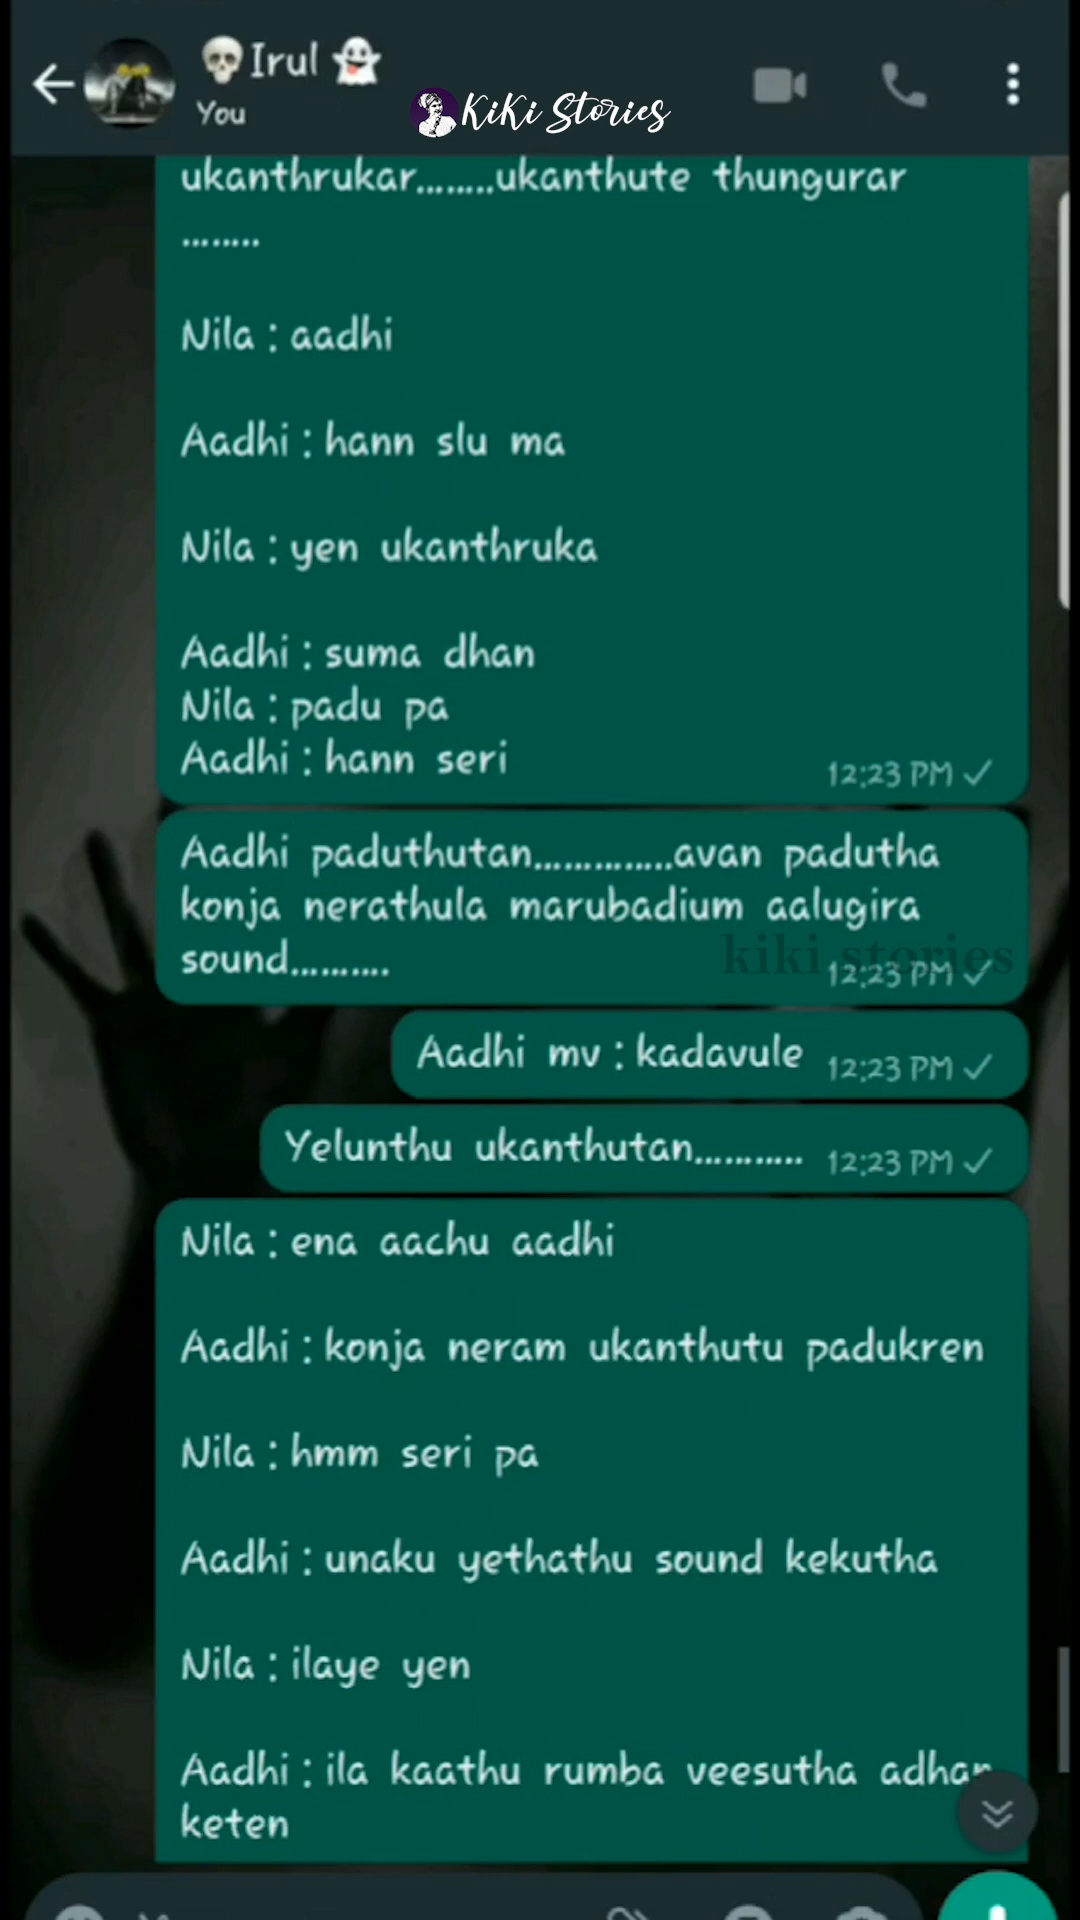 💀Irul 👻
You
KiKi Stories
ukanthrukar........ukanthute thungurar
........
Nila : aadhi
Aadhi : hann slu ma
Nila : yen ukanthruka
Aadhi : suma dhan
Nila : padu pa
Aadhi : hann seri
12:23 PM ✓
Aadhi paduthutan..............avan padutha
konja nerathula marubadium aalugira
sound..........
kiki stories
12:23 PM ✓
Aadhi mv : kadavule 12:23 PM ✓
Yelunthu ukanthutan........... 12:23 PM ✓
Nila : ena aachu aadhi
Aadhi : konja neram ukanthutu padukren
Nila : hmm seri pa
Aadhi : unaku yethathu sound kekutha
Nila : ilaye yen
Aadhi : ila kaathu rumba veesutha adhan
keten